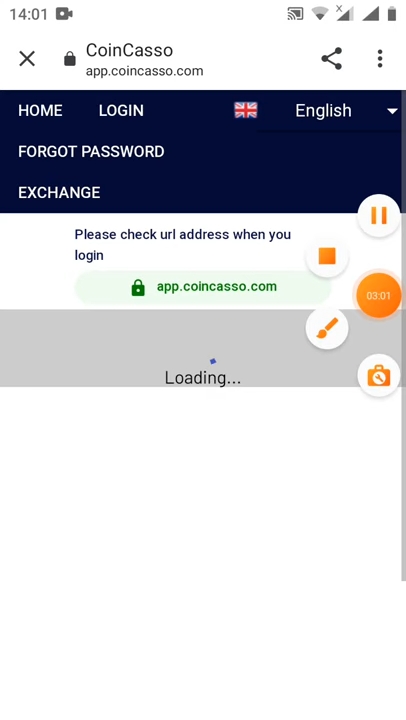 14:01
CoinCasso
app.coincasso.com
HOME LOGIN English
FORGOT PASSWORD
EXCHANGE
Please check url address when you
login
app.coincasso.com
03:01
Loading...